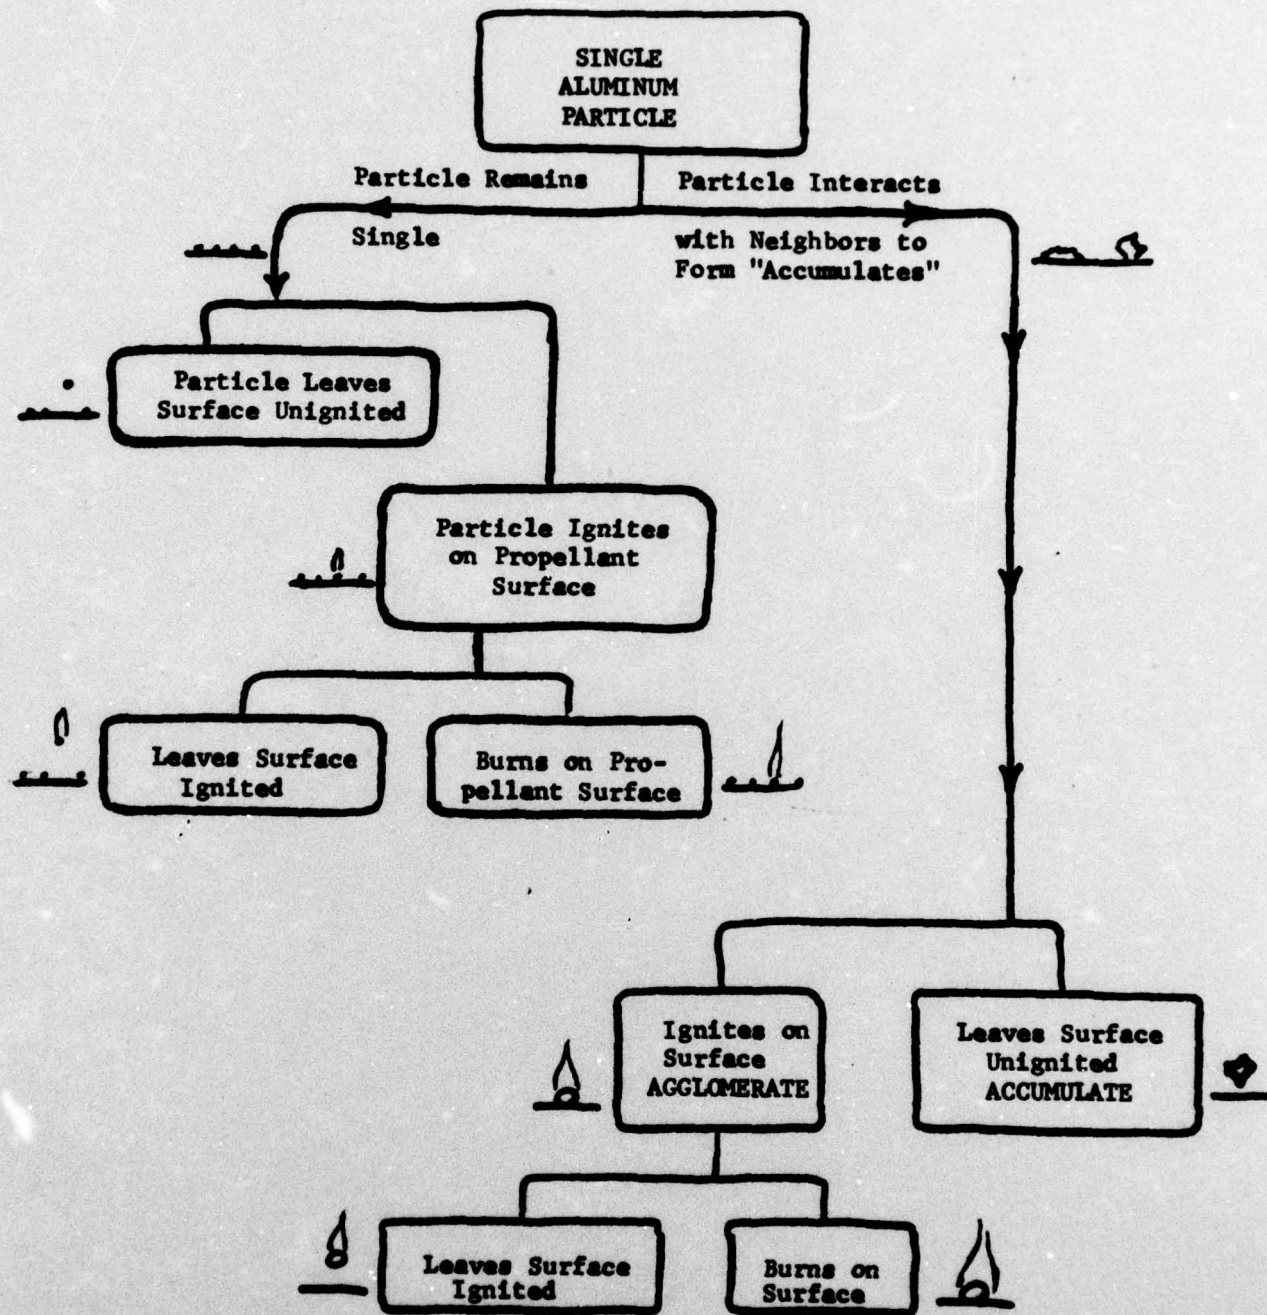 SINGLE
ALUMINUM
PARTICLE
Particle Remains
Single
Particle Interacts
with Neighbors to
Form "Accumulates"
Particle Leaves
Surface Unignited
Particle Ignites
on Propellant
Surface
Leaves Surface
Ignited
Burns on Pro-
pellant Surface
Ignites on
Surface
AGGLOMERATE
Leaves Surface
Unignited
ACCUMULATE
Leaves Surface
Ignited
Burns on
Surface